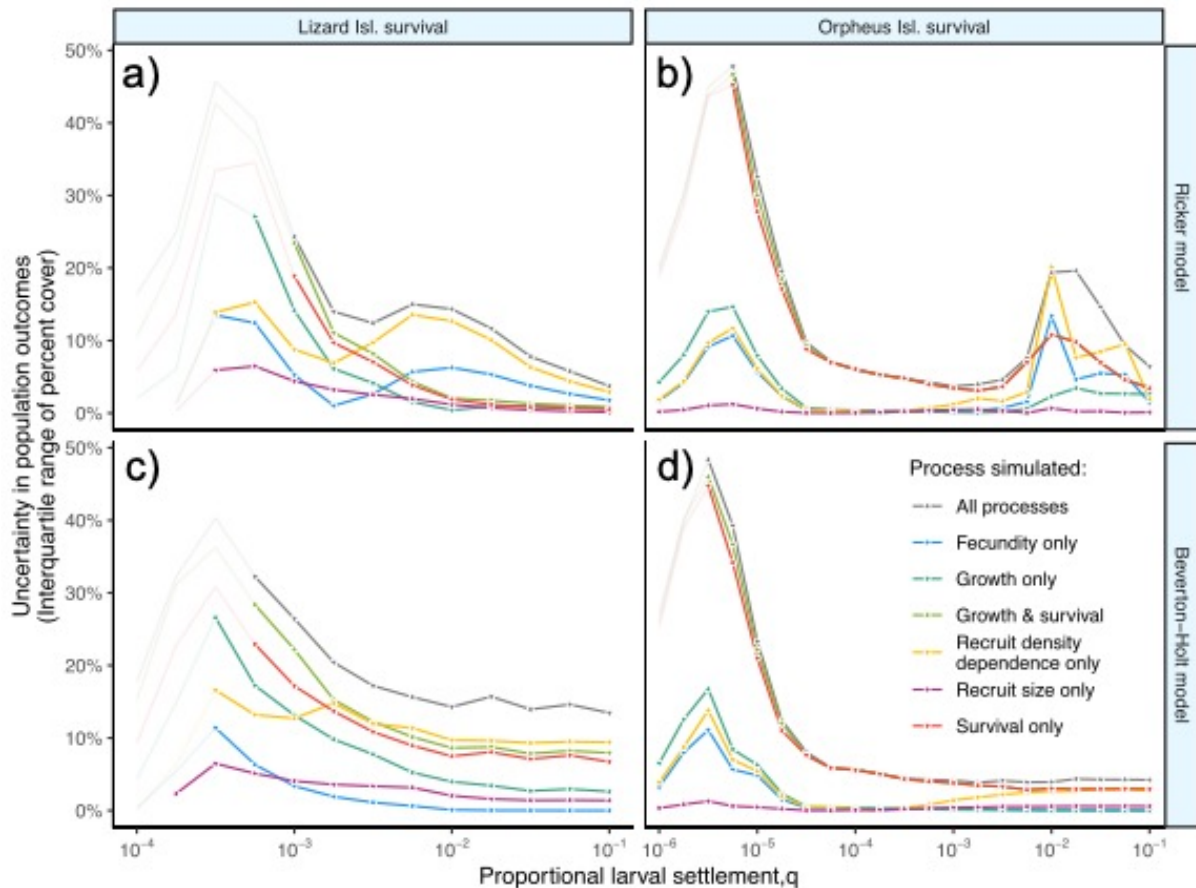 Lizard Isl. survival
Orpheus Isl. survival
a)
b)
50%
40%
30%
20%
10%
0%
Ricker model
c)
d)
50%
40%
30%
20%
10%
0%
Process simulated:
All processes
Fecundity only
Growth only
Growth & survival
Recruit density
dependence only
Recruit size only
Survival only
Beverton-Holt model
Uncertainty in population outcomes
(Interquartile range of percent cover)
10⁻⁴ 10⁻³ 10⁻² 10⁻¹
10⁻⁶ 10⁻⁵ 10⁻⁴ 10⁻³ 10⁻² 10⁻¹
Proportional larval settlement,q